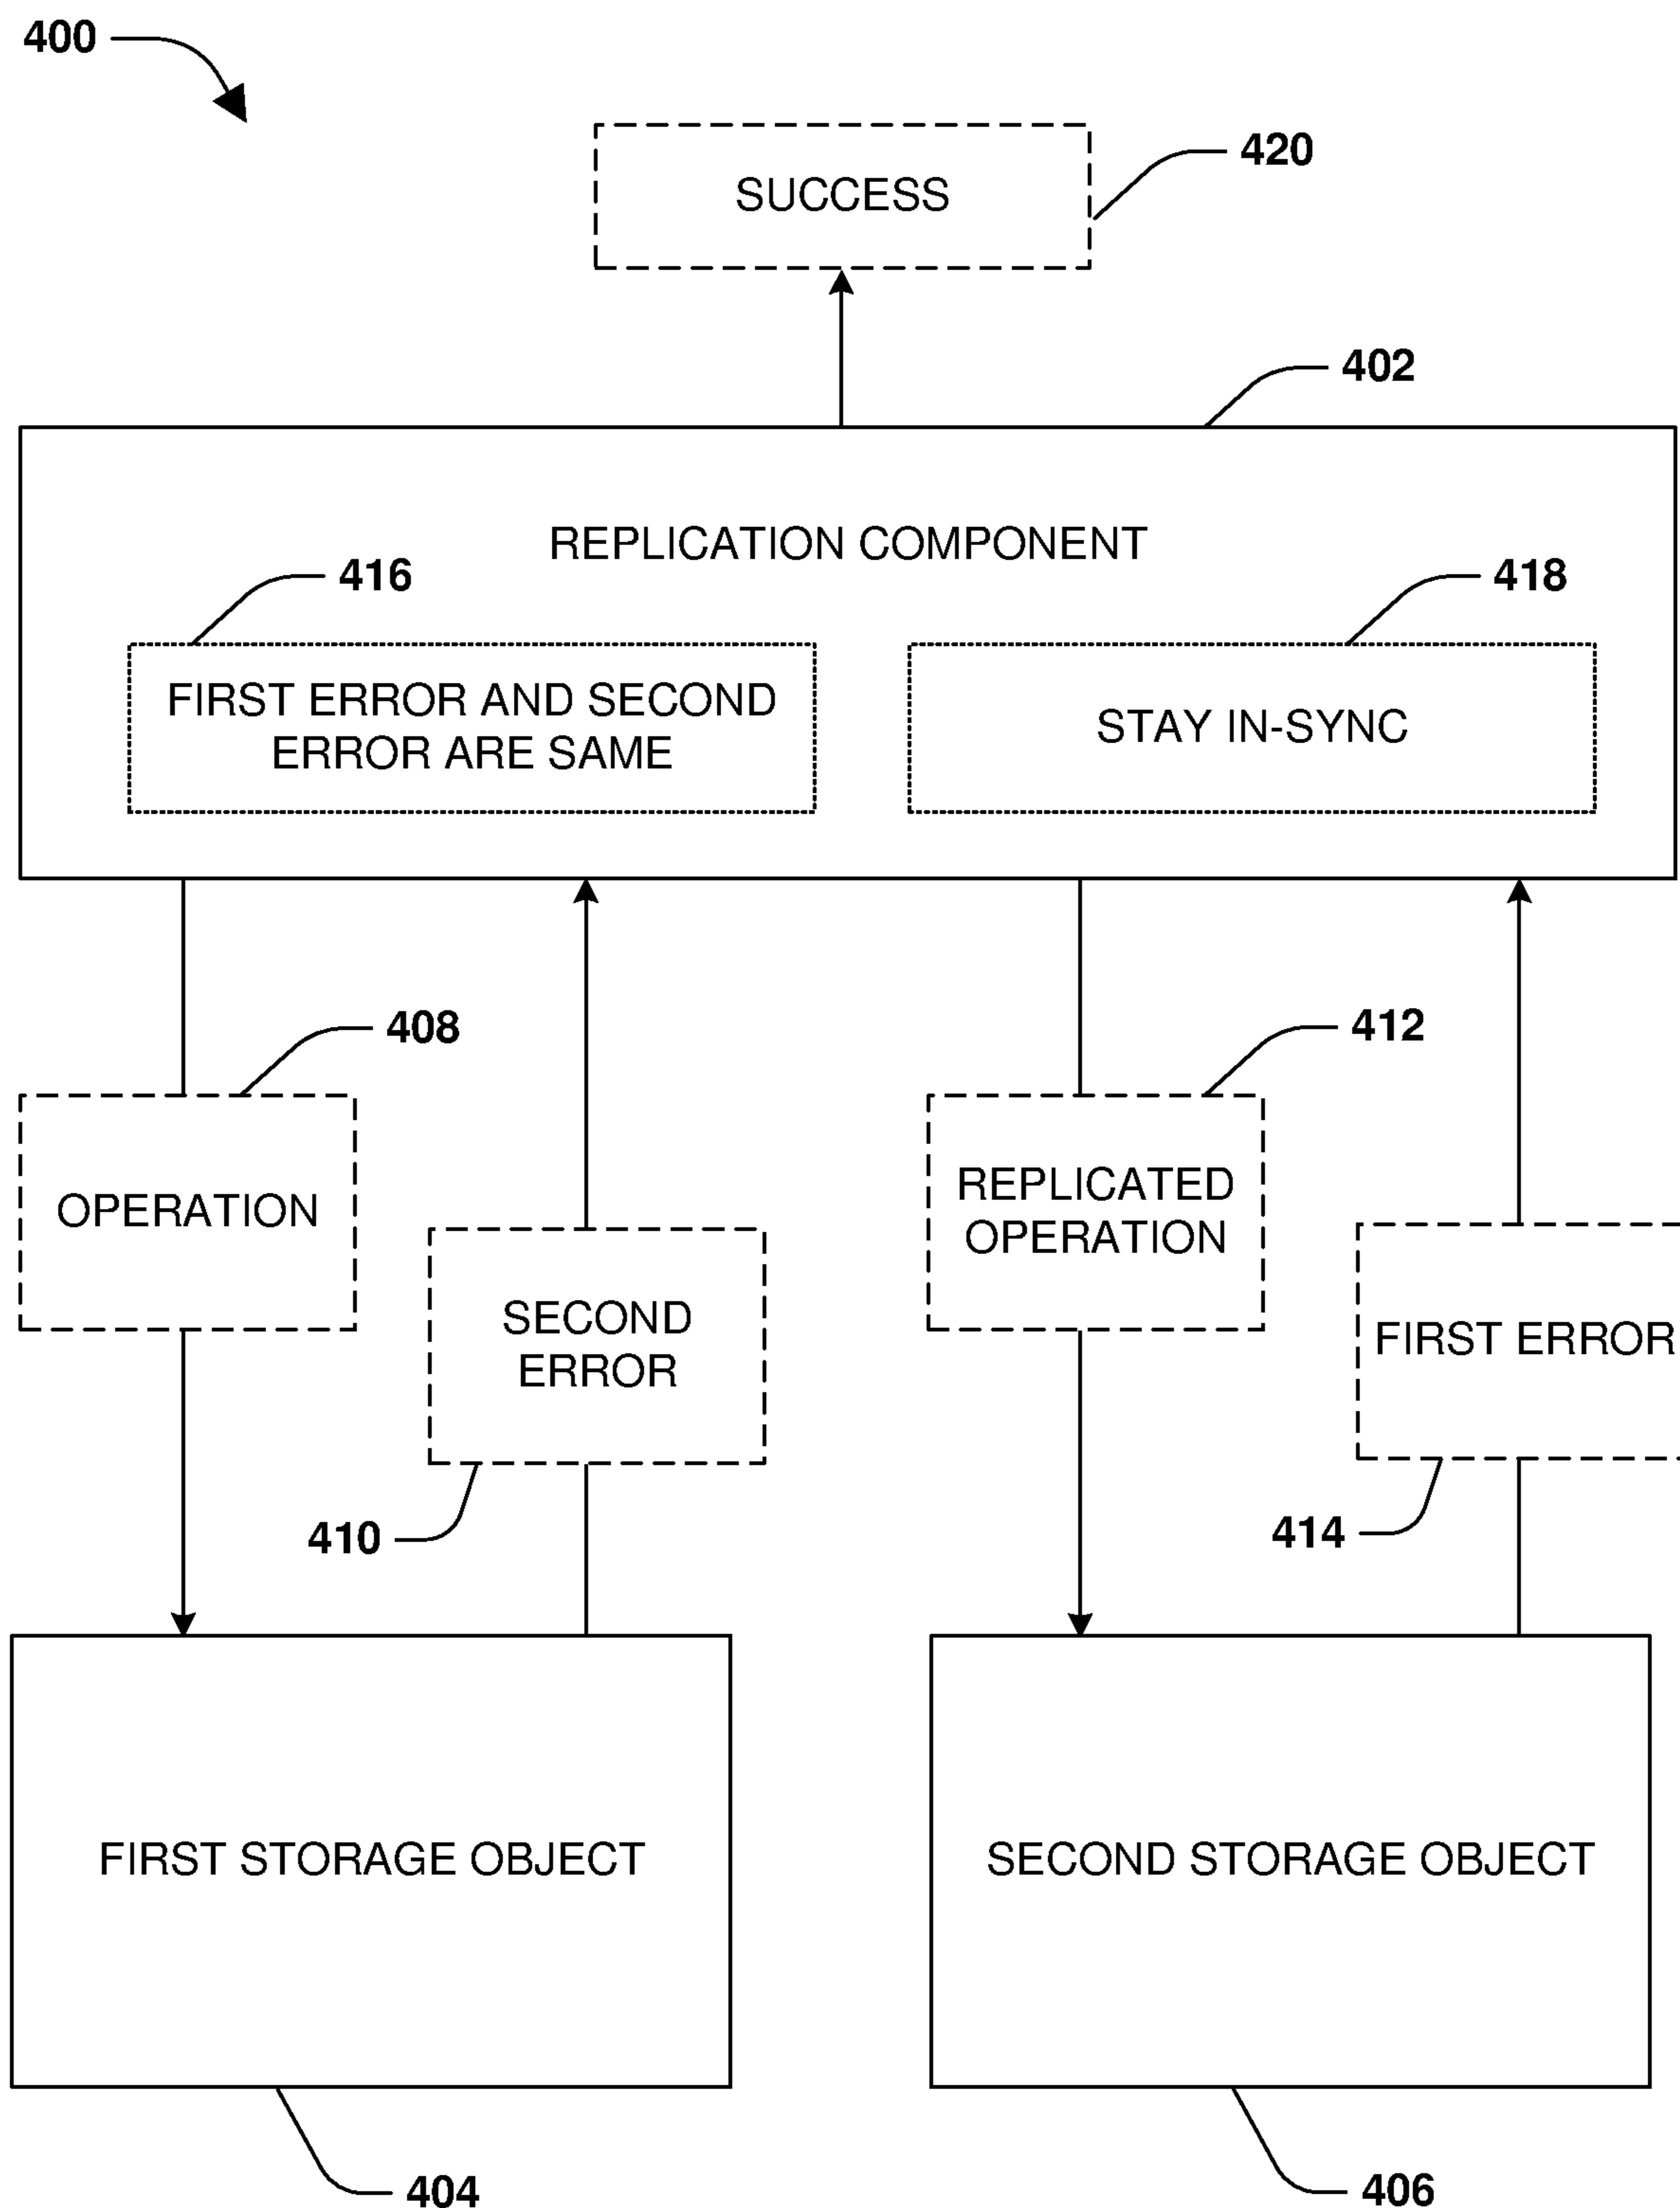 400
420
SUCCESS
402
REPLICATION COMPONENT
416
418
FIRST ERROR AND SECOND
ERROR ARE SAME
STAY IN-SYNC
408
412
OPERATION
REPLICATED
OPERATION
SECOND
ERROR
FIRST ERROR
410
414
FIRST STORAGE OBJECT
SECOND STORAGE OBJECT
404
406